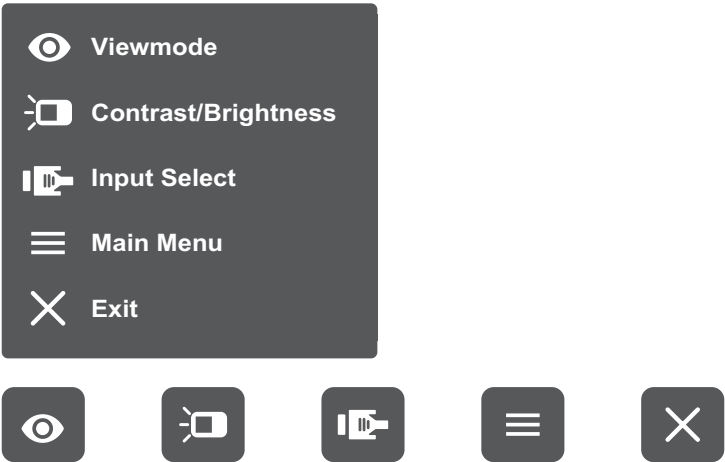 Viewmode
Contrast/Brightness
Input Select
Main Menu
Exit